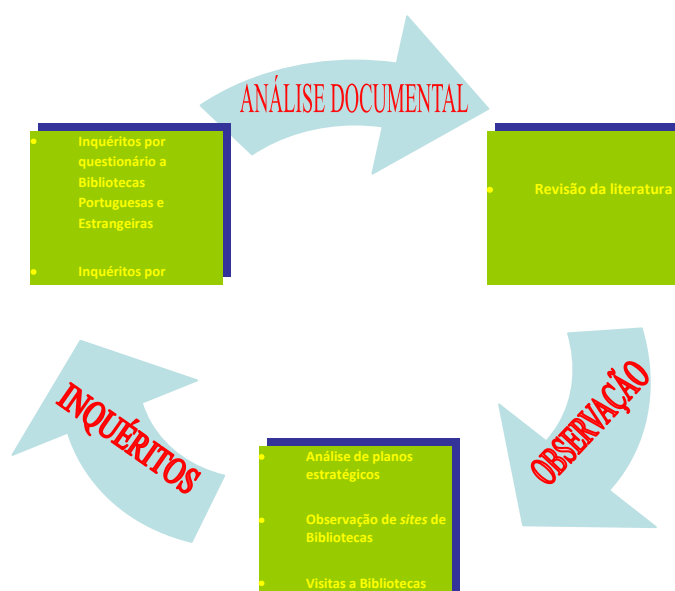 ANÁLISE DOCUMENTAL
• Inquéritos por
questionário a
Bibliotecas
Portuguesas e
Estrangeiras
• Inquéritos por
• Revisão da literatura
INQUÉRITOS
OBSERVAÇÃO
• Análise de planos
estratégicos
• Observação de sites de
Bibliotecas
• Visitas a Bibliotecas